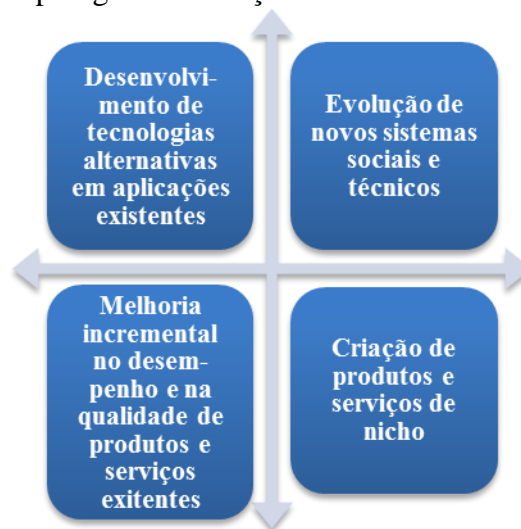 Desenvolvi-
mento de
tecnologias
alternativas
em aplicações
existentes
Evolução de
novos sistemas
sociais e
técnicos
Melhoria
incremental
no desem-
penho e na
qualidade de
produtos e
serviços
exitentes
Criação de
produtos e
serviços de
nicho